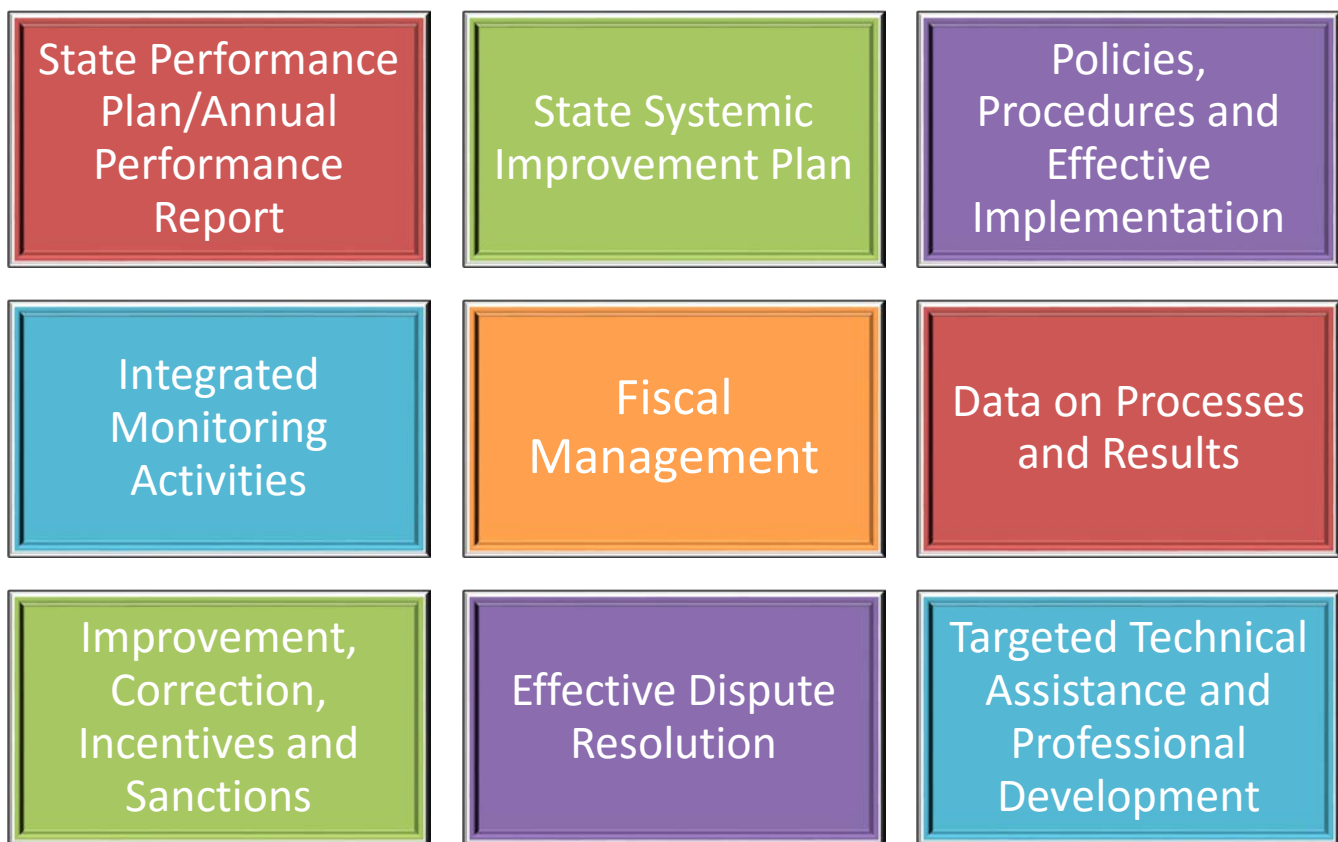 State Performance
Plan/Annual
Performance
Report
State Systemic
Improvement Plan
Policies,
Procedures and
Effective
Implementation
Integrated
Monitoring
Activities
Fiscal
Management
Data on Processes
and Results
Improvement,
Correction,
Incentives and
Sanctions
Effective Dispute
Resolution
Targeted Technical
Assistance and
Professional
Development